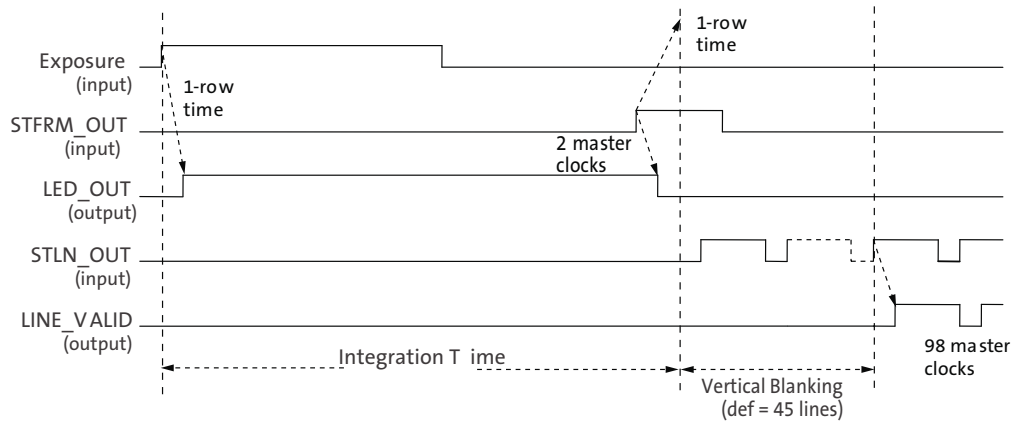 1-row
time
Exposure
(input)
1-row
time
STFRM_OUT
(input)
2 master
clocks
LED_OUT
(output)
STLN_OUT
(input)
LINE_VALID
(output)
98 master
clocks
Integration T ime
Vertical Blanking
(def = 45 lines)